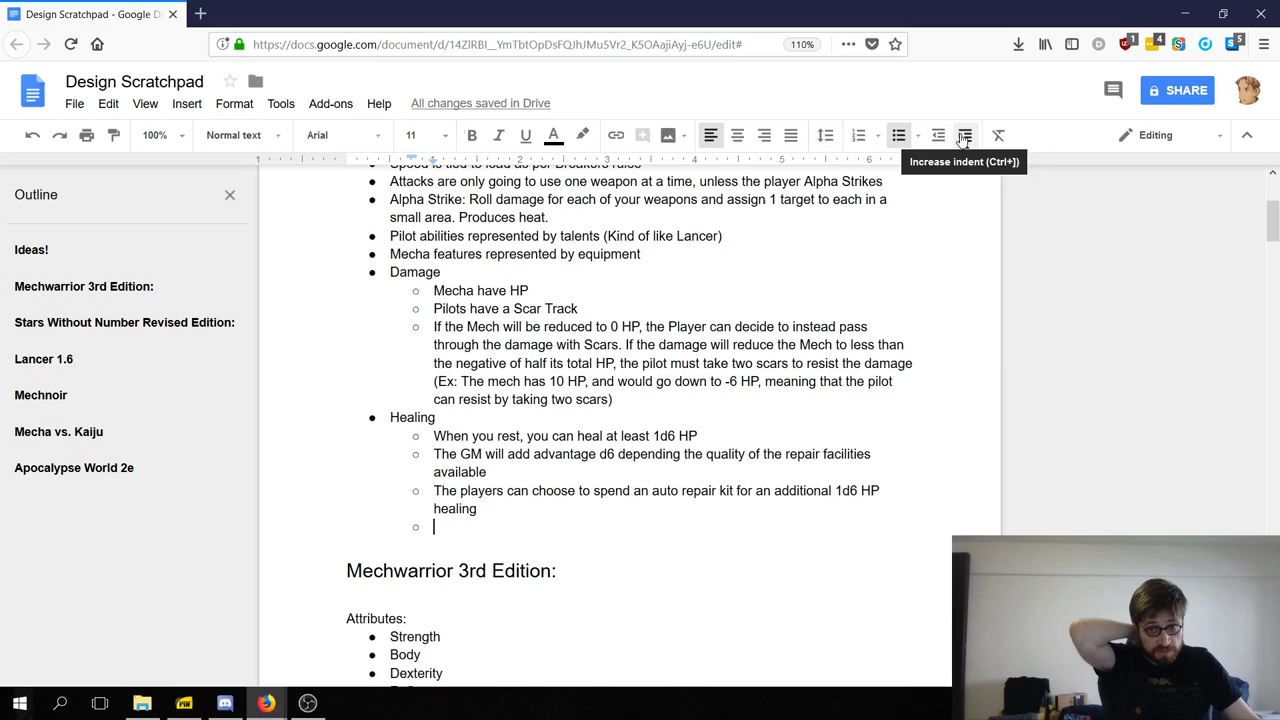 Design Scratchpad - Google D
https://docs.google.com/document/d/
110%
1
4
5
Design Scratchpad
File Edit View Insert Format Tools Add-ons Help All changes saved in Drive
SHARE
100% Normal text Arial 11 B I U A Editing
Increase indent (Ctrl+])
1 1 2 3 4 5 6
Outline
Ideas!
Mechwarrior 3rd Edition:
Stars Without Number Revised Edition:
Lancer 1.6
Mechnoir
Mecha vs. Kaiju
Apocalypse World 2e
● Attacks are only going to use one weapon at a time, unless the player Alpha Strikes
● Alpha Strike: Roll damage for each of your weapons and assign 1 target to each in a
small area. Produces heat.
● Pilot abilities represented by talents (Kind of like Lancer)
● Mecha features represented by equipment
● Damage
○ Mecha have HP
○ Pilots have a Scar Track
○ If the Mech will be reduced to 0 HP, the Player can decide to instead pass
through the damage with Scars. If the damage will reduce the Mech to less than
the negative of half its total HP, the pilot must take two scars to resist the damage
(Ex: The mech has 10 HP, and would go down to -6 HP, meaning that the pilot
can resist by taking two scars)
● Healing
○ When you rest, you can heal at least 1d6 HP
○ The GM will add advantage d6 depending the quality of the repair facilities
available
○ The players can choose to spend an auto repair kit for an additional 1d6 HP
healing
○
Mechwarrior 3rd Edition:
Attributes:
● Strength
● Body
● Dexterity